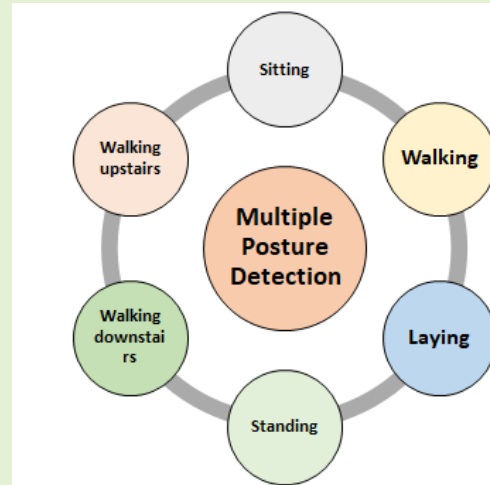 Sitting
Walking
upstairs
Walking
Multiple
Posture
Detection
Walking
downstai
rs
Laying
Standing